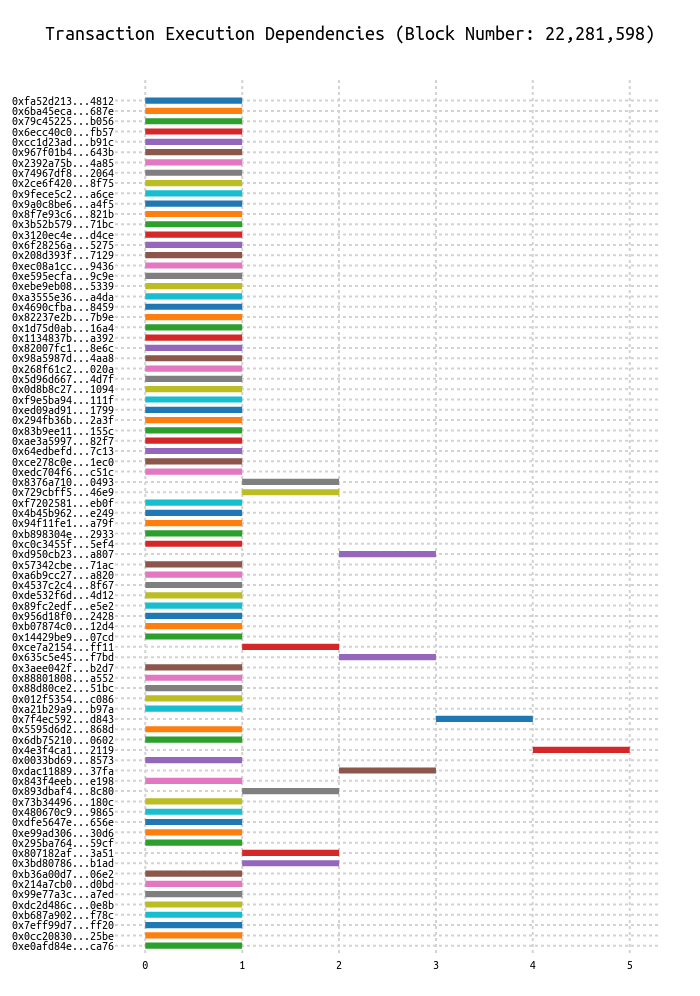 Transaction Execution Dependencies (Block Number: 22,281,598)
0xfa52d213...4812
0x6ba45eca...687e
0x79c45225...b056
0x6ecc40c0...fb57
0xcc1d23ad...b91c
0x967f01b4...643b
0x2392a75b...4a85
0x74967df8...2064
0x2ce6f420...8f75
0x9fece5c2...a6ce
0x9a0c8be6...a4f5
0x8f7e93c6...821b
0x3b52b579...71bc
0x3120ec4e...d4ce
0x6f28256a...5275
0x208d393f...7129
0xec08a1cc...9436
0xe595ecfa...9c9e
0xebe9eb08...5339
0xa3555e36...a4da
0x4690cfba...8459
0x82237e2b...7b9e
0x1d75d0ab...16a4
0x1134837b...a392
0x82007fc1...8e6c
0x98a5987d...4aa8
0x268f61c2...020a
0x5d96d667...4d7f
0x0d8b8c27...1094
0xf9e5ba94...111f
0xed09ad91...1799
0x294fb36b...2a3f
0x83b9ee11...155c
0xae3a5997...82f7
0x64edbefd...7c13
0xce278c0e...1ec0
0xedc704f6...c51c
0x8376a710...0493
0x729cbff5...46e9
0xf7202581...eb0f
0x4b45b962...e249
0x94f11fe1...a79f
0xb898304e...2933
0xc0c3455f...5ef4
0xd950cb23...a807
0x57342cbe...71ac
0xa6b9cc27...a820
0x4537c2c4...8f67
0xde532f6d...4d12
0x89fc2edf...e5e2
0x956d18f0...2428
0xb07874c0...12d4
0x14429be9...07cd
0xce7a2154...ff11
0x635c5e45...f7bd
0x3aee042f...b2d7
0x88801808...a552
0x88d80ce2...51bc
0x012f5354...c086
0xa21b29a9...b97a
0x7f4ec592...d843
0x5595d6d2...868d
0x6db75210...0602
0x4e3f4ca1...2119
0x0033bd69...8573
0xdac11889...37fa
0x843f4eeb...e198
0x893dbaf4...8c80
0x73b34496...180c
0x480670c9...9865
0xdfe5647e...656e
0xe99ad306...30d6
0x295ba764...59cf
0x807182af...3a51
0x3bd80786...b1ad
0xb36a00d7...06e2
0x214a7cb0...d0bd
0x99e77a3c...a7ed
0xdc2d486c...0e8b
0xb687a902...f78c
0x7eff99d7...ff20
0x0cc20830...25be
0xe0afd84e...ca76
0 1 2 3 4 5